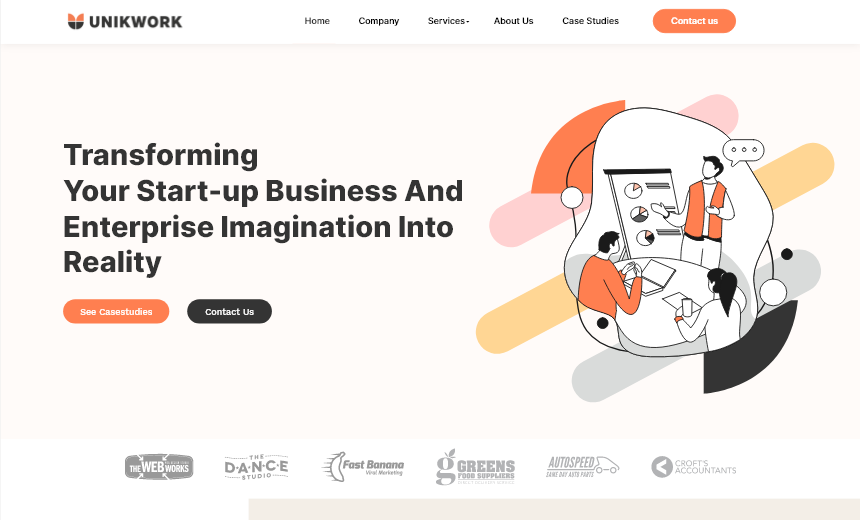 UNIKWORK
Home
Company
Services
About Us
Case Studies
Contact us
Transforming
Your Start-up Business And
Enterprise Imagination Into
Reality
See Casestudies
Contact Us
THE WEB WORKS
THE
DANCE
STUDIO
Fast Banana
Viral Marketing
GREENS
FOOD SUPPLIERS
AUTOSPEED
SAME DAY AUTO PARTS
CROFT'S
ACCOUNTANTS